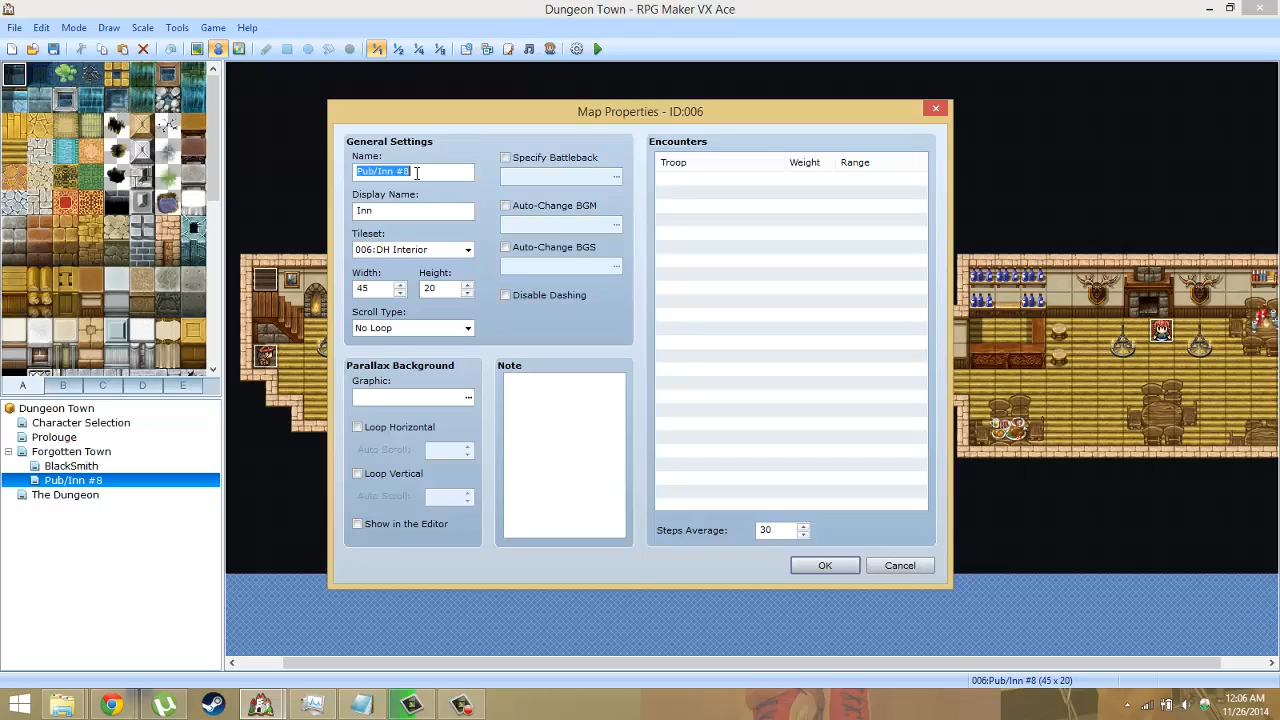 Dungeon Town - RPG Maker VX Ace
File Edit Mode Draw Scale Tools Game Help
Map Properties - ID:006
General Settings
Name:
Pub/Inn #8
Display Name:
Inn
Tileset:
006:DH Interior
Width: Height:
45 20
Scroll Type:
No Loop
Specify Battleback
...
Auto-Change BGM
...
Auto-Change BGS
...
Disable Dashing
Parallax Background
Graphic:
...
Loop Horizontal
Auto Scroll:
Loop Vertical
Auto Scroll:
Show in the Editor
Note
Encounters
Troop Weight Range
Steps Average: 30
OK Cancel
A B C D E
Dungeon Town
Character Selection
Prolouge
Forgotten Town
BlackSmith
Pub/Inn #8
The Dungeon
006:Pub/Inn #8 (45 x 20)
12:06 AM
11/26/2014